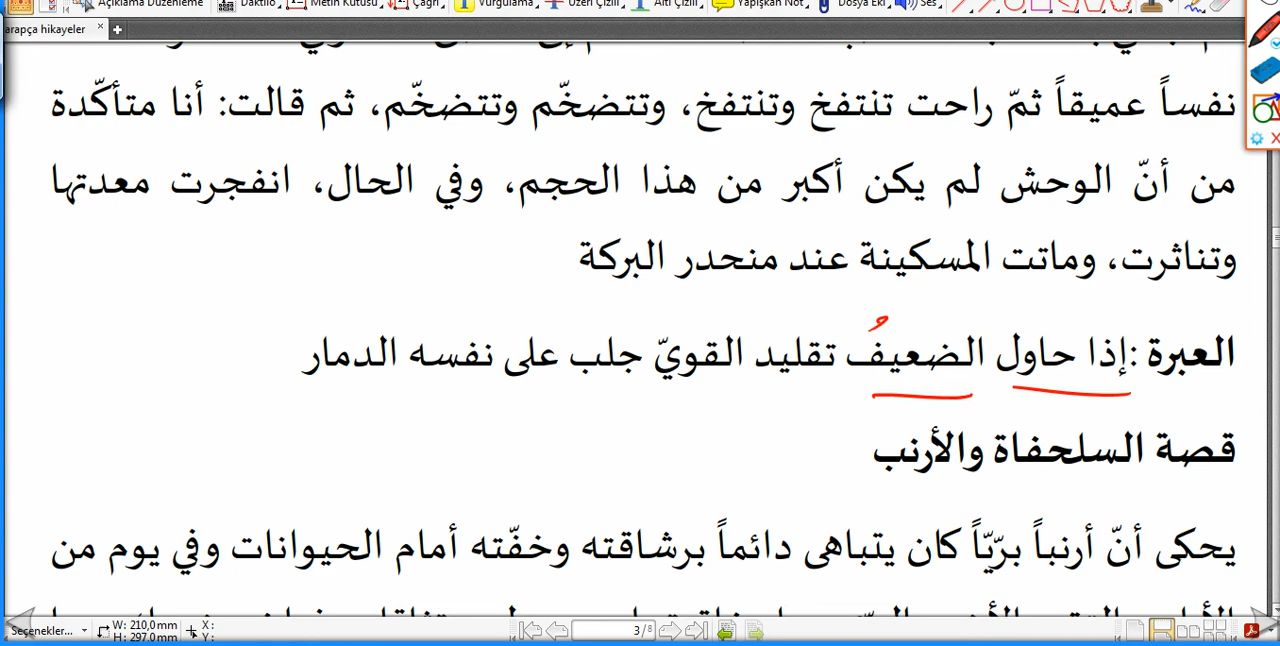 Açıklama Düzenleme Daktilo Metin Kutusu Çağrı Vurgulama Üzeri Çizili Altı Çizili Yapışkan Not Dosya Eki Ses
arapça hikayeler
نفساً عميقاً ثمّ راحت تنتفخ وتنتفخ، وتتضخّم وتتضخّم، ثم قالت: أنا متأكّدة
من أنّ الوحش لم يكن أكبر من هذا الحجم، وفي الحال، انفجرت معدتها
وتناثرت، وماتت المسكينة عند منحدر البركة
العبرة :إذا حاول الضعيفُ تقليد القويّ جلب على نفسه الدمار
قصة السلحفاة والأرنب
يحكى أنّ أرنباً برّيّاً كان يتباهى دائماً برشاقته وخفّته أمام الحيوانات وفي يوم من
Seçenekler... W: 210,0mm H: 297.0mm X: Y: 3/8